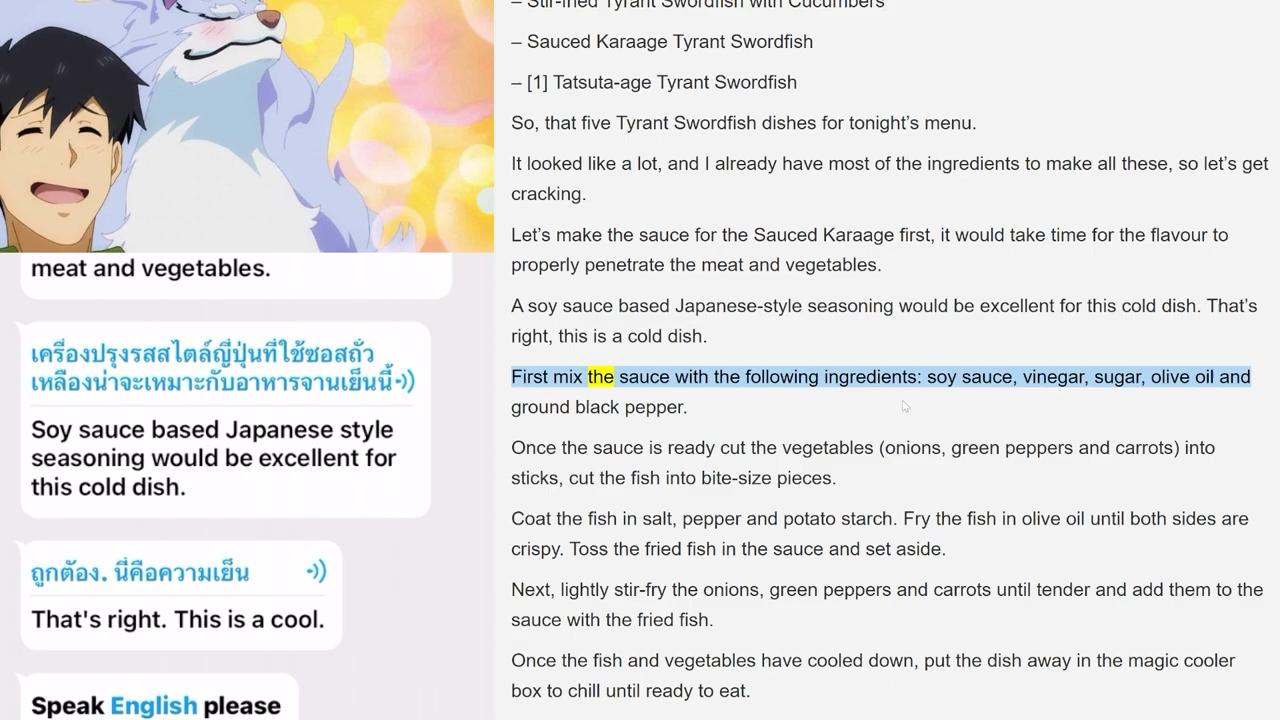 meat and vegetables.
เครื่องปรุงรสสไตล์ญี่ปุ่นที่ใช้ซอสถั่ว
เหลืองน่าจะเหมาะกับอาหารจานเย็นนี้
Soy sauce based Japanese style
seasoning would be excellent for
this cold dish.
ถูกต้อง. นี่คือความเย็น
That's right. This is a cool.
Speak English please
– Stir-fried Tyrant Swordfish with Cucumbers
– Sauced Karaage Tyrant Swordfish
– [1] Tatsuta-age Tyrant Swordfish
So, that five Tyrant Swordfish dishes for tonight’s menu.
It looked like a lot, and I already have most of the ingredients to make all these, so let’s get
cracking.
Let’s make the sauce for the Sauced Karaage first, it would take time for the flavour to
properly penetrate the meat and vegetables.
A soy sauce based Japanese-style seasoning would be excellent for this cold dish. That’s
right, this is a cold dish.
First mix the sauce with the following ingredients: soy sauce, vinegar, sugar, olive oil and
ground black pepper.
Once the sauce is ready cut the vegetables (onions, green peppers and carrots) into
sticks, cut the fish into bite-size pieces.
Coat the fish in salt, pepper and potato starch. Fry the fish in olive oil until both sides are
crispy. Toss the fried fish in the sauce and set aside.
Next, lightly stir-fry the onions, green peppers and carrots until tender and add them to the
sauce with the fried fish.
Once the fish and vegetables have cooled down, put the dish away in the magic cooler
box to chill until ready to eat.